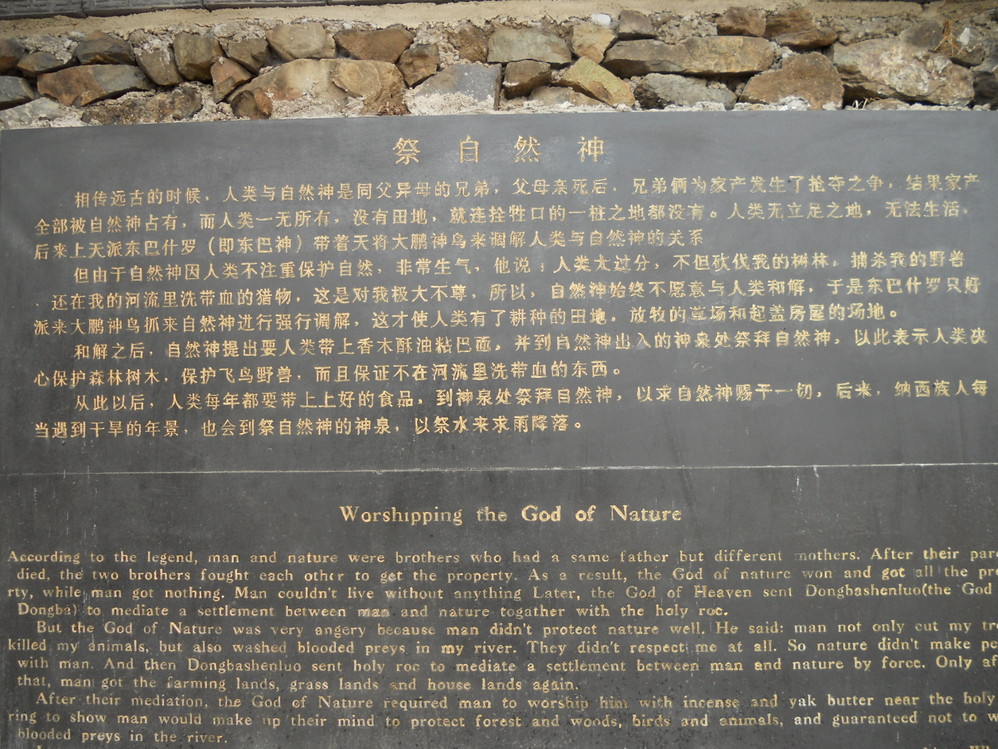 祭自然神
相传远古的时候，人类与自然神是同父异母的兄弟，父母亲死后，兄弟俩为家产发生了抢夺之争，结果家产
全部被自然神占有，而人类一无所有，没有田地，就连拴牲口的一桩之地都没有。人类无立足之地，无法生活，
后来上天派东巴什罗（即东巴神）带着天将大鹏神鸟来调解人类与自然神的关系
但由于自然神因人类不注重保护自然，非常生气，他说：人类太过分，不但砍伐我的树林，捕杀我的野兽
还在我的河流里洗带血的猎物，这是对我极大不尊，所以，自然神始终不愿意与人类和解，于是东巴什罗只好
派来大鹏神鸟抓来自然神进行强行调解，这才使人类有了耕种的田地，放牧的草场和起盖房屋的场地。
和解之后，自然神提出要人类带上香木酥油粘巴面，并到自然神出入的神泉处祭拜自然神，以此表示人类决
心保护森林树木，保护飞鸟野兽，而且保证不在河流里洗带血的东西。
从此以后，人类每年都要带上上好的食品，到神泉处祭拜自然神，以求自然神赐于一切，后来，纳西族人每
当遇到干旱的年景，也会到祭自然神的神泉，以祭水来求雨降落。
Worshipping the God of Nature
According to the legend, man and nature were brothers who had a same father but different mothers. After their par
died, the two brothers fought each other to get the property. As a result, the God of nature won and got all the pr
rty, while man got nothing. Man couldn't live without anything Later, the God of Heaven sent Dongbashenluo(the God
Dongba) to mediate a settlement between man and nature togather with the holy roc.
But the God of Nature was very angery because man didn't protect nature well. He said: man not only cut my tr
killed my animals, but also washed blooded preys in my river. They didn't respect me at all. So nature didn't make pe
with man. And then Dongbashenluo sent holy roc to mediate a settlement between man and nature by force. Only af
that, man got the farming lands, grass lands and house lands again.
After their mediation, the God of Nature required man to worship him with incense and yak butter near the holy
ring to show man would make up their mind to protect forest and woods, birds and animals, and guaranteed not to w
blooded preys in the river.